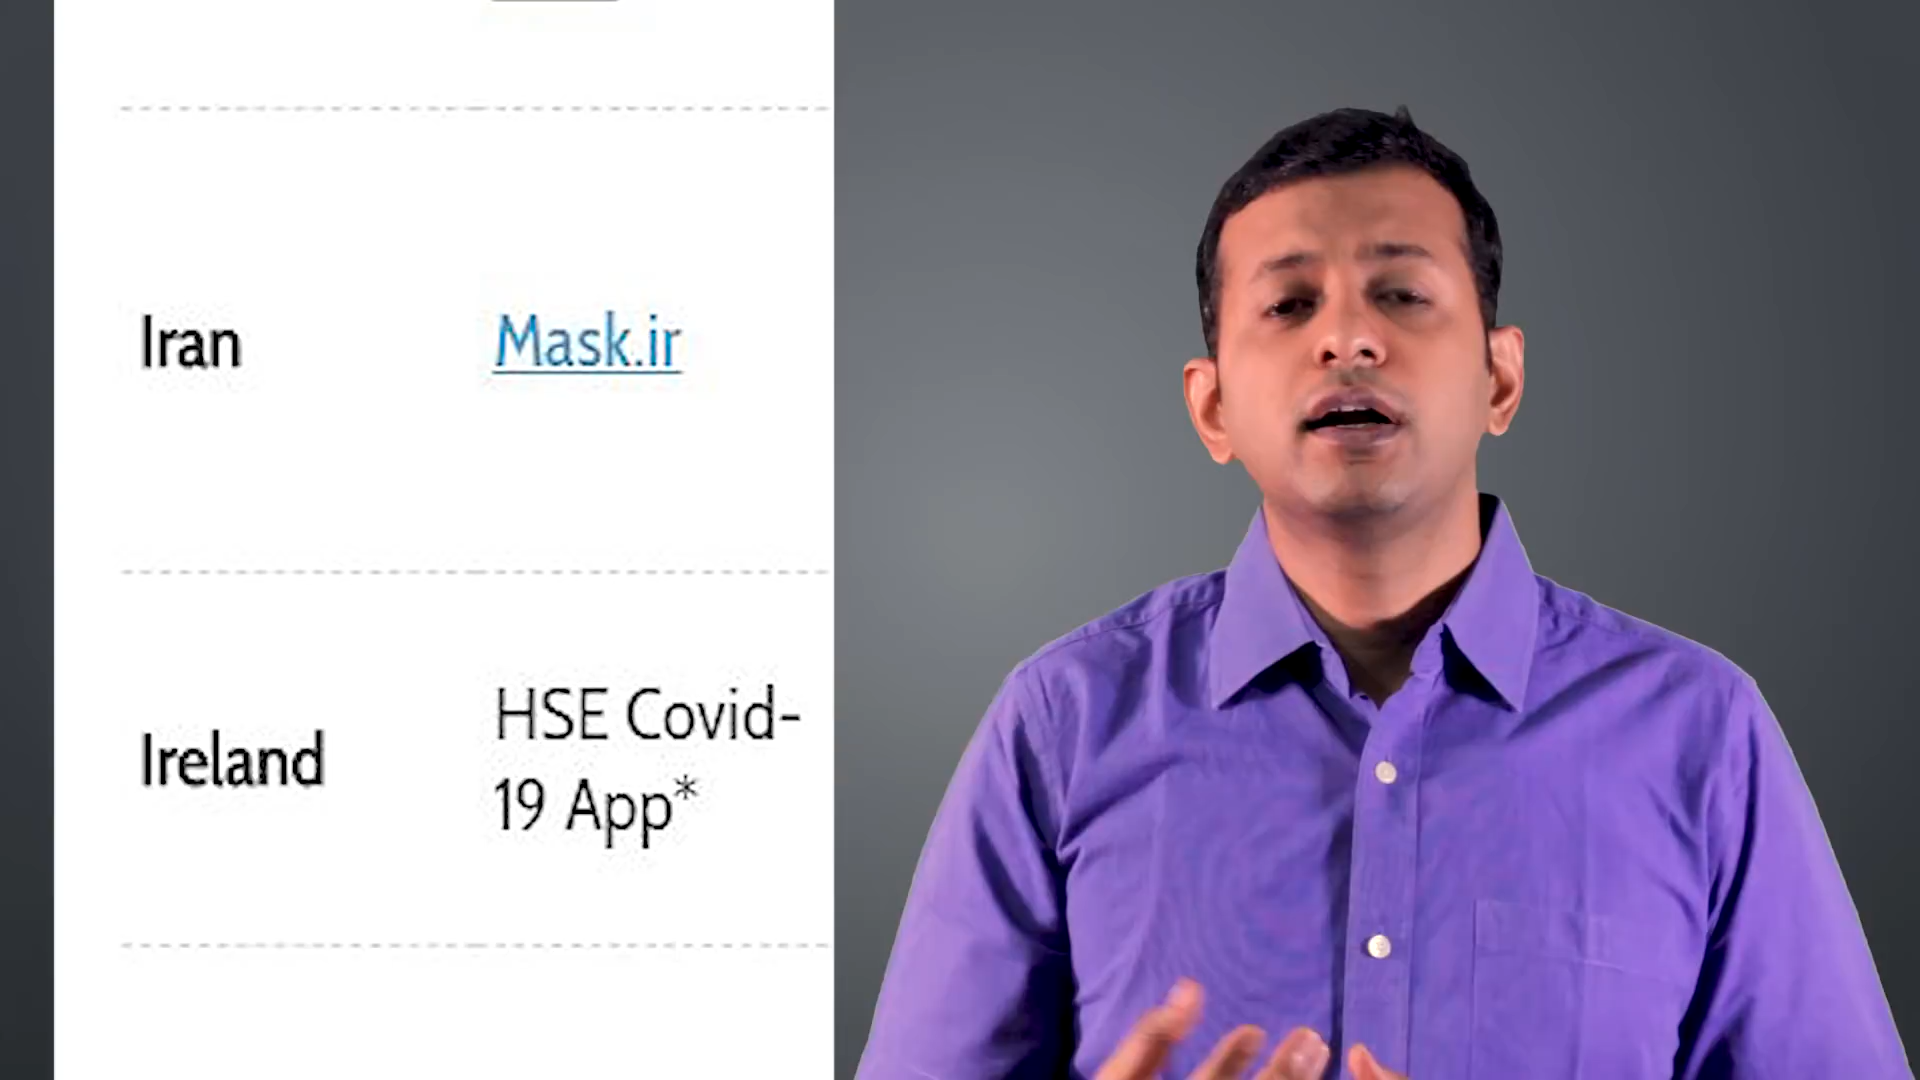 Iran
Mask.ir
Ireland
HSE Covid-
19 App*